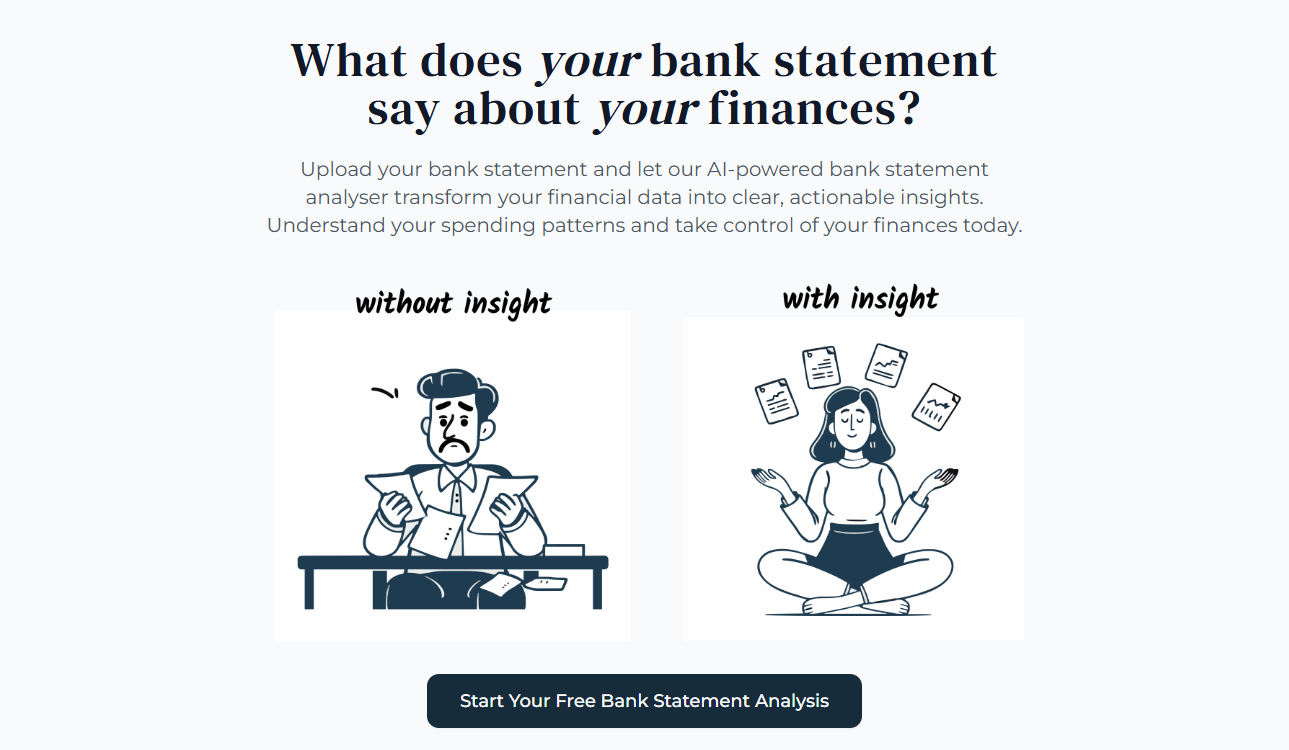 What does your bank statement
say about your finances?
Upload your bank statement and let our AI-powered bank statement
analyser transform your financial data into clear, actionable insights.
Understand your spending patterns and take control of your finances today.
without insight
with insight
Start Your Free Bank Statement Analysis